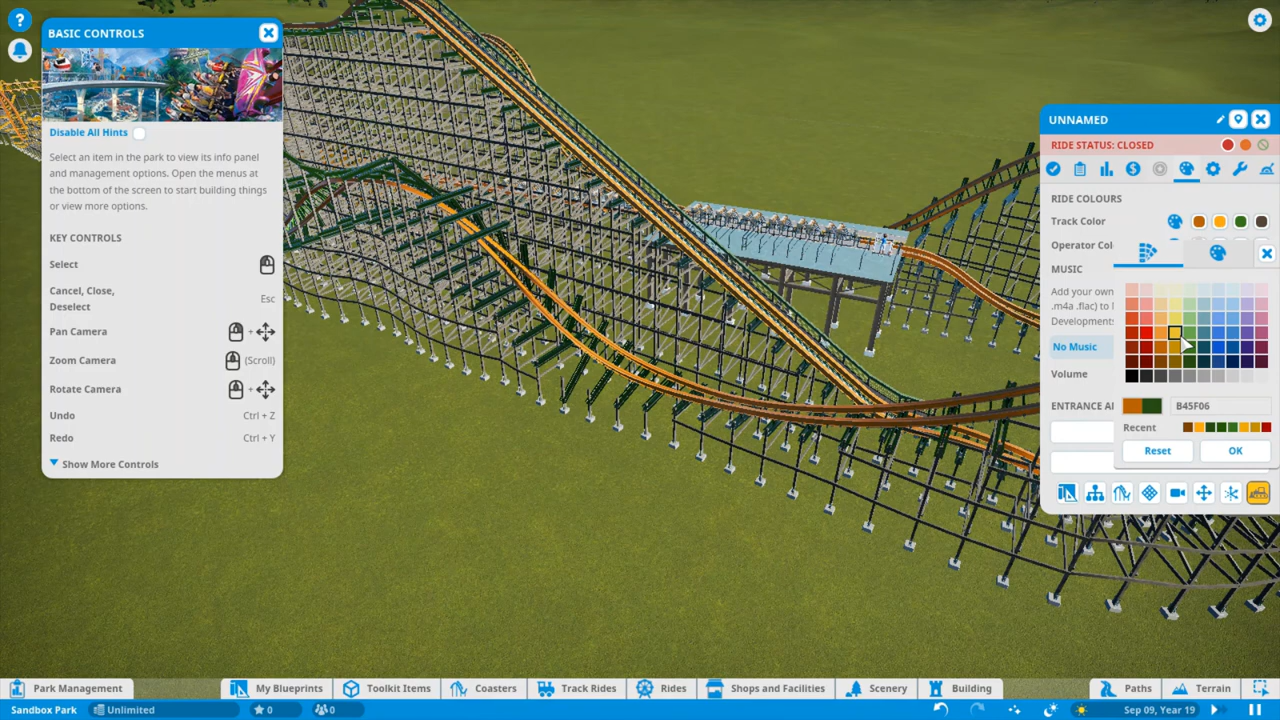 ?
BASIC CONTROLS
Disable All Hints
Select an item in the park to view its info panel
and management options. Open the menus at
the bottom of the screen to start building things
or view more options.
KEY CONTROLS
Select
Cancel, Close,
Deselect
Esc
Pan Camera
+
Zoom Camera
(Scroll)
Rotate Camera
+
Undo
Ctrl + Z
Redo
Ctrl + Y
Show More Controls
UNNAMED
RIDE STATUS: CLOSED
RIDE COLOURS
Track Color
Operator Col
MUSIC
Add your own
.m4a .flac) to
Developments
No Music
Volume
ENTRANCE A
B45F06
Recent
Reset
OK
Park Management
My Blueprints
Toolkit Items
Coasters
Track Rides
Rides
Shops and Facilities
Scenery
Building
Paths
Terrain
Sandbox Park
Unlimited
0
0
Sep 09, Year 19